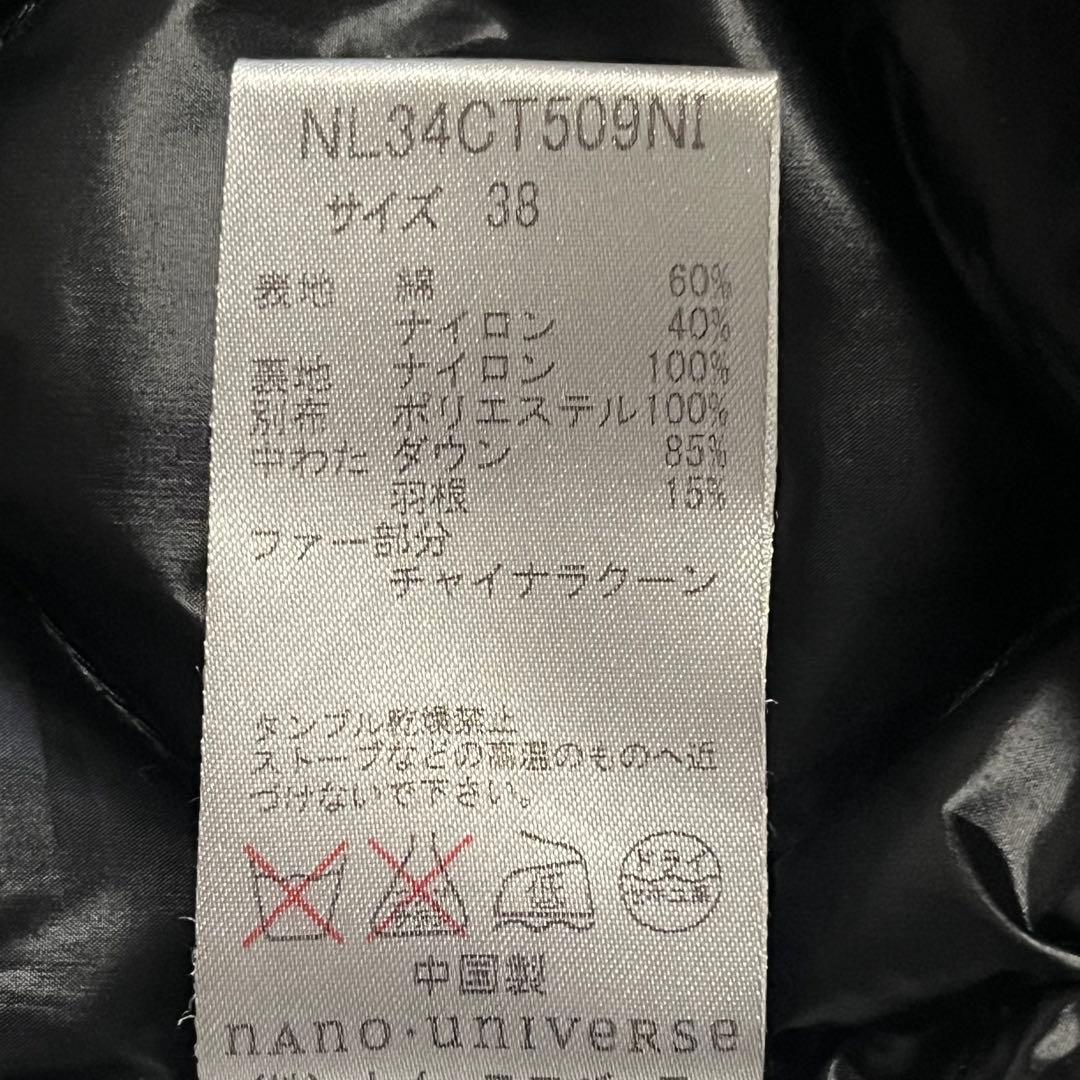 NL34CT509NI
サイズ 38
表地 綿 60%
ナイロン 40%
裏地 ナイロン 100%
別布 ポリエステル100%
中わた ダウン 85%
羽根 15%
ファー部分
チャイナラクーン
タンブル乾燥禁止
ストーブなどの高温のものへ近
づけないで下さい。
低 ドライ
中国製
nano・universe